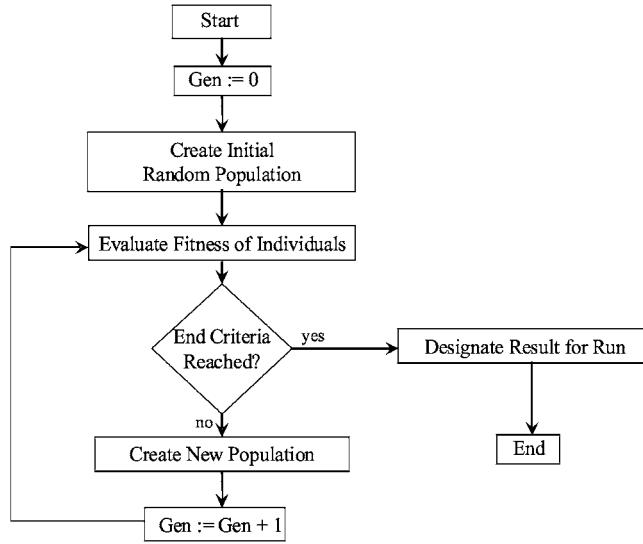 Start
Gen := 0
Create Initial
Random Population
Evaluate Fitness of Individuals
End Criteria
Reached?
yes
Designate Result for Run
no
End
Create New Population
Gen := Gen + 1